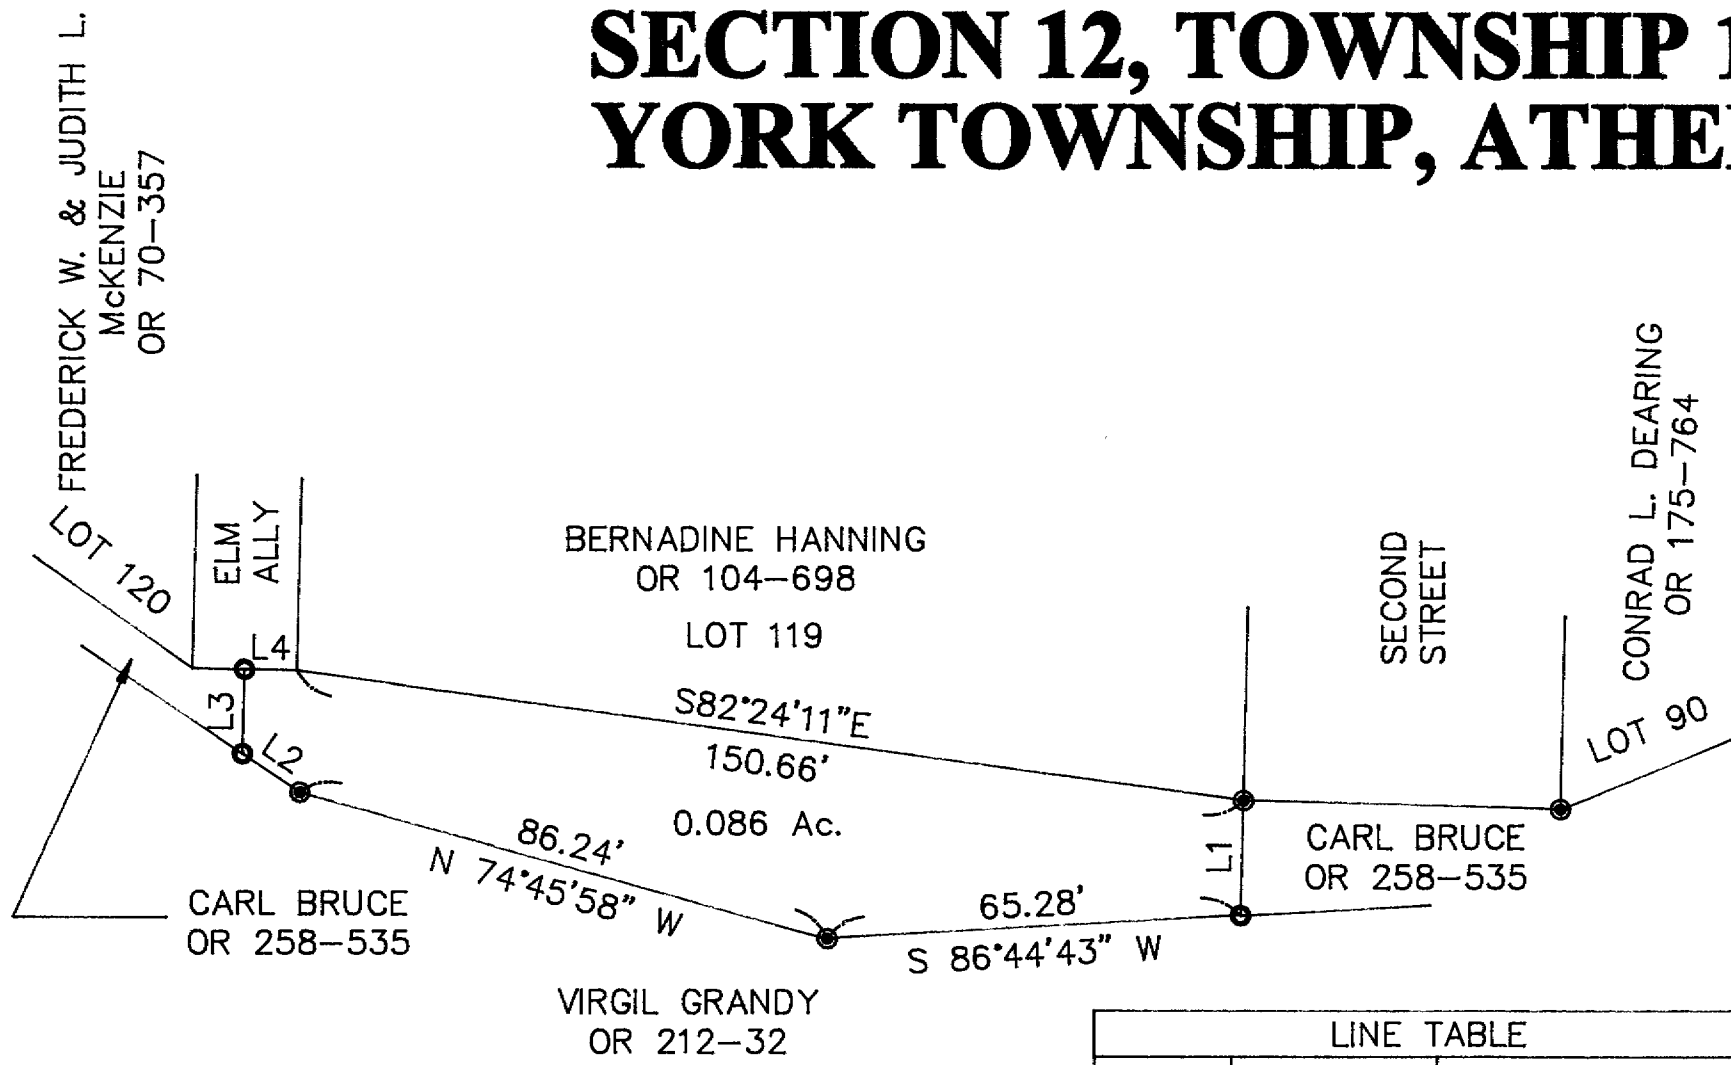 SECTION 12, TOWNSHIP 1
YORK TOWNSHIP, ATHE
FREDERICK W. & JUDITH L.
McKENZIE
OR 70-357
LOT 120
ELM
ALLY
BERNADINE HANNING
OR 104-698
LOT 119
SECOND
STREET
CONRAD L. DEARING
OR 175-764
LOT 90
L4
L3
L2
S82°24'11"E
150.66'
0.086 Ac.
86.24'
N 74°45'58" W
L1
CARL BRUCE
OR 258-535
CARL BRUCE
OR 258-535
65.28'
S 86°44'43" W
VIRGIL GRANDY
OR 212-32
LINE TABLE